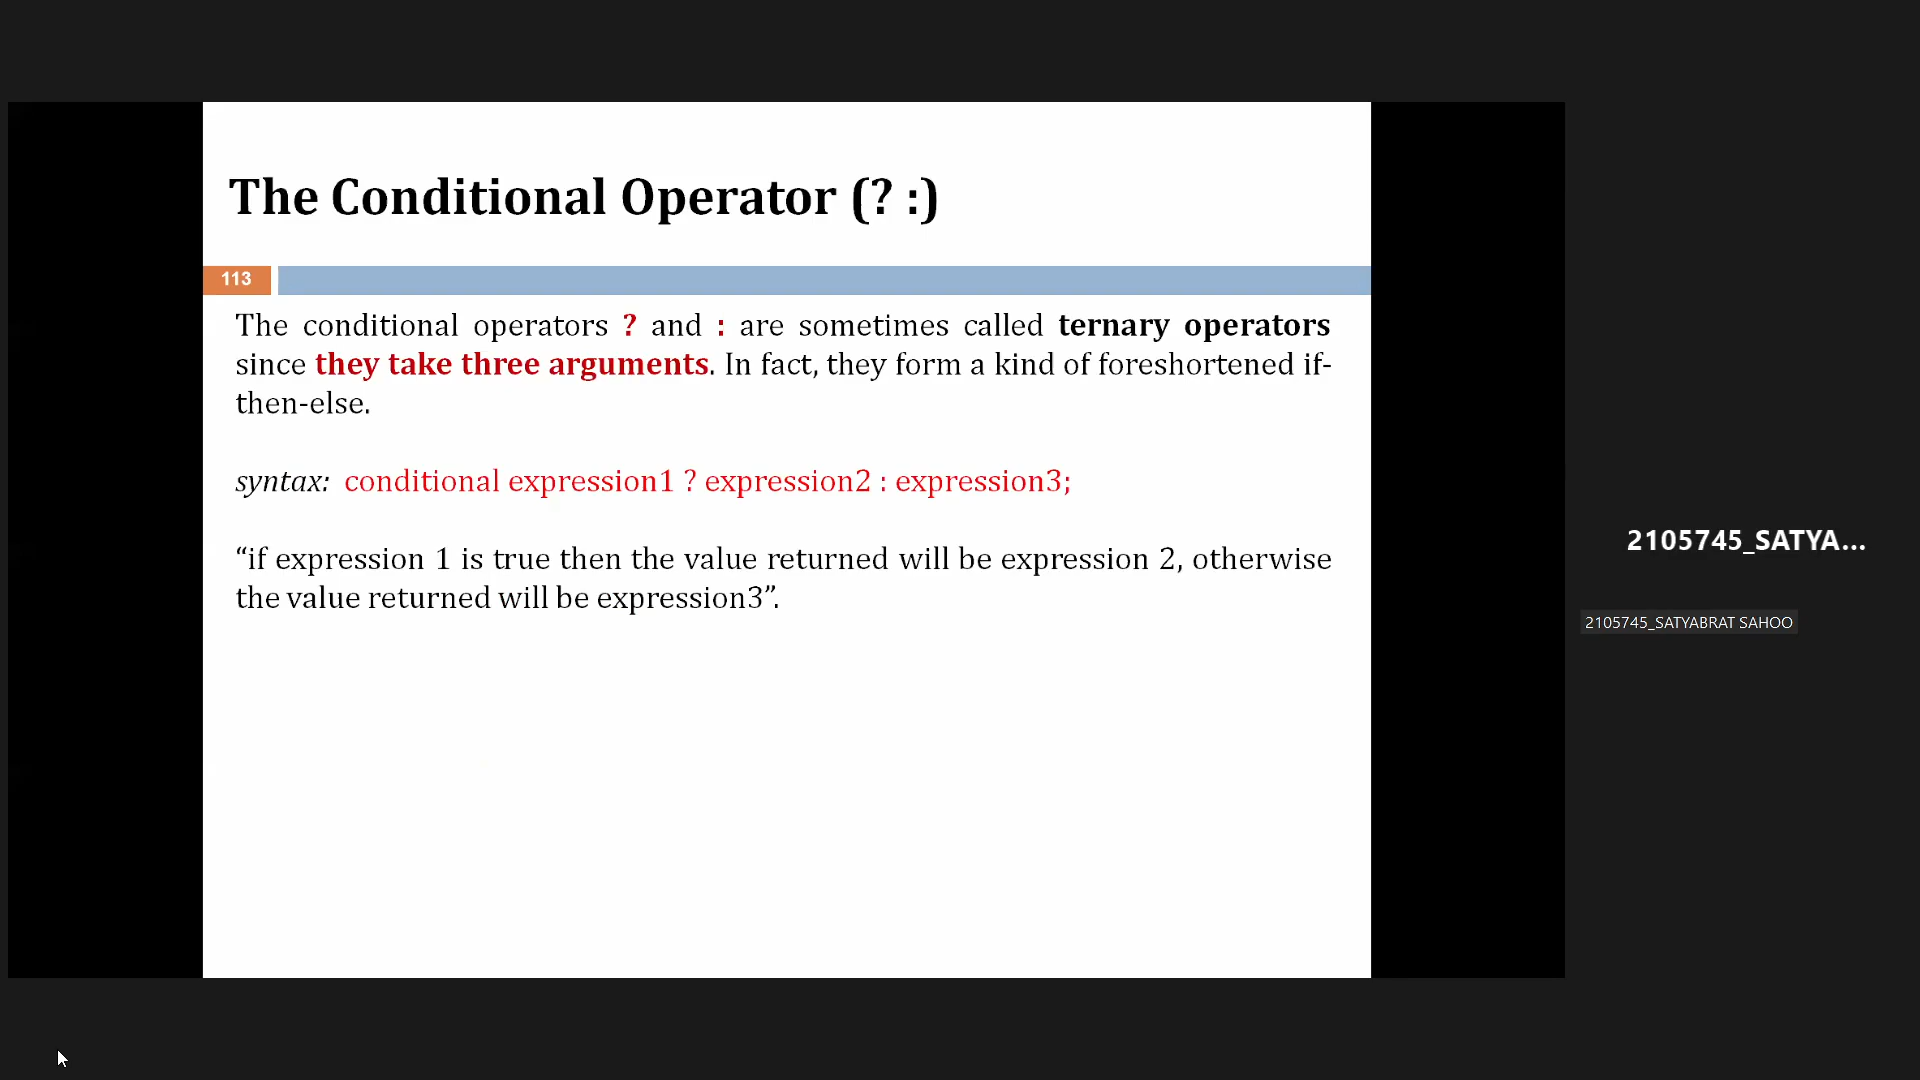 The Conditional Operator (? :)
113
The conditional operators ? and : are sometimes called ternary operators
since they take three arguments. In fact, they form a kind of foreshortened if-
then-else.
syntax: conditional expression1 ? expression2 : expression3;
“if expression 1 is true then the value returned will be expression 2, otherwise
the value returned will be expression3”.
2105745_SATYA...
2105745_SATYABRAT SAHOO